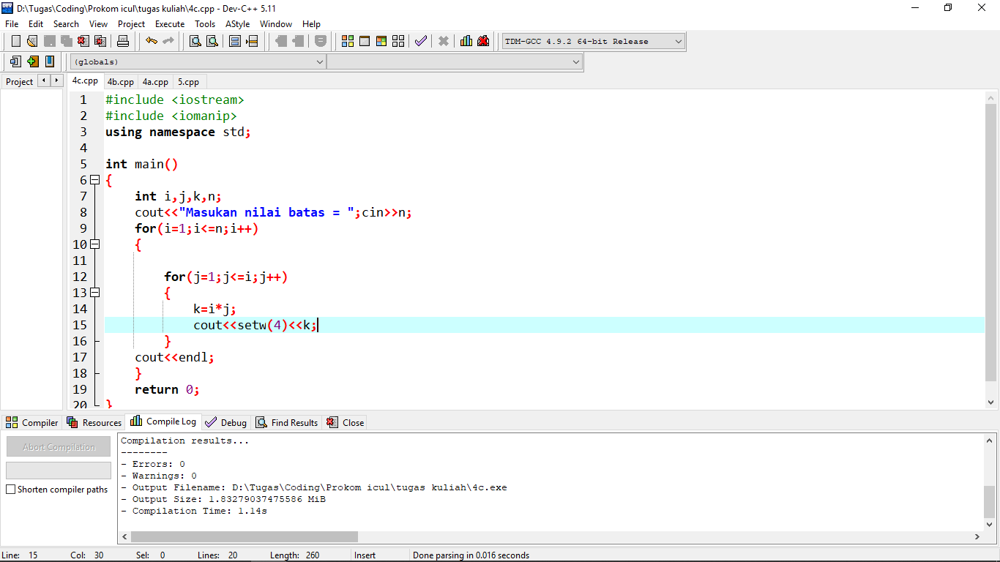 D:\Tugas\Coding\Prokom icul\tugas kuliah\4c.cpp - Dev-C++ 5.11
File Edit Search View Project Execute Tools AStyle Window Help
TDM-GCC 4.9.2 64-bit Release
(globals)
Project 4c.cpp 4b.cpp 4a.cpp 5.cpp
1 #include <iostream>
2 #include <iomanip>
3 using namespace std;
4
5 int main()
6 {
7 int i,j,k,n;
8 cout<<"Masukan nilai batas = ";cin>>n;
9 for(i=1;i<=n;i++)
10 {
11
12 for(j=1;j<=i;j++)
13 {
14 k=i*j;
15 cout<<setw(4)<<k;
16 }
17 cout<<endl;
18 }
19 return 0;
20 }
Compiler Resources Compile Log Debug Find Results Close
Abort Compilation
Shorten compiler paths
Compilation results...
--------
- Errors: 0
- Warnings: 0
- Output Filename: D:\Tugas\Coding\Prokom icul\tugas kuliah\4c.exe
- Output Size: 1.83279037475586 MiB
- Compilation Time: 1.14s
Line: 15 Col: 30 Sel: 0 Lines: 20 Length: 260 Insert Done parsing in 0.016 seconds